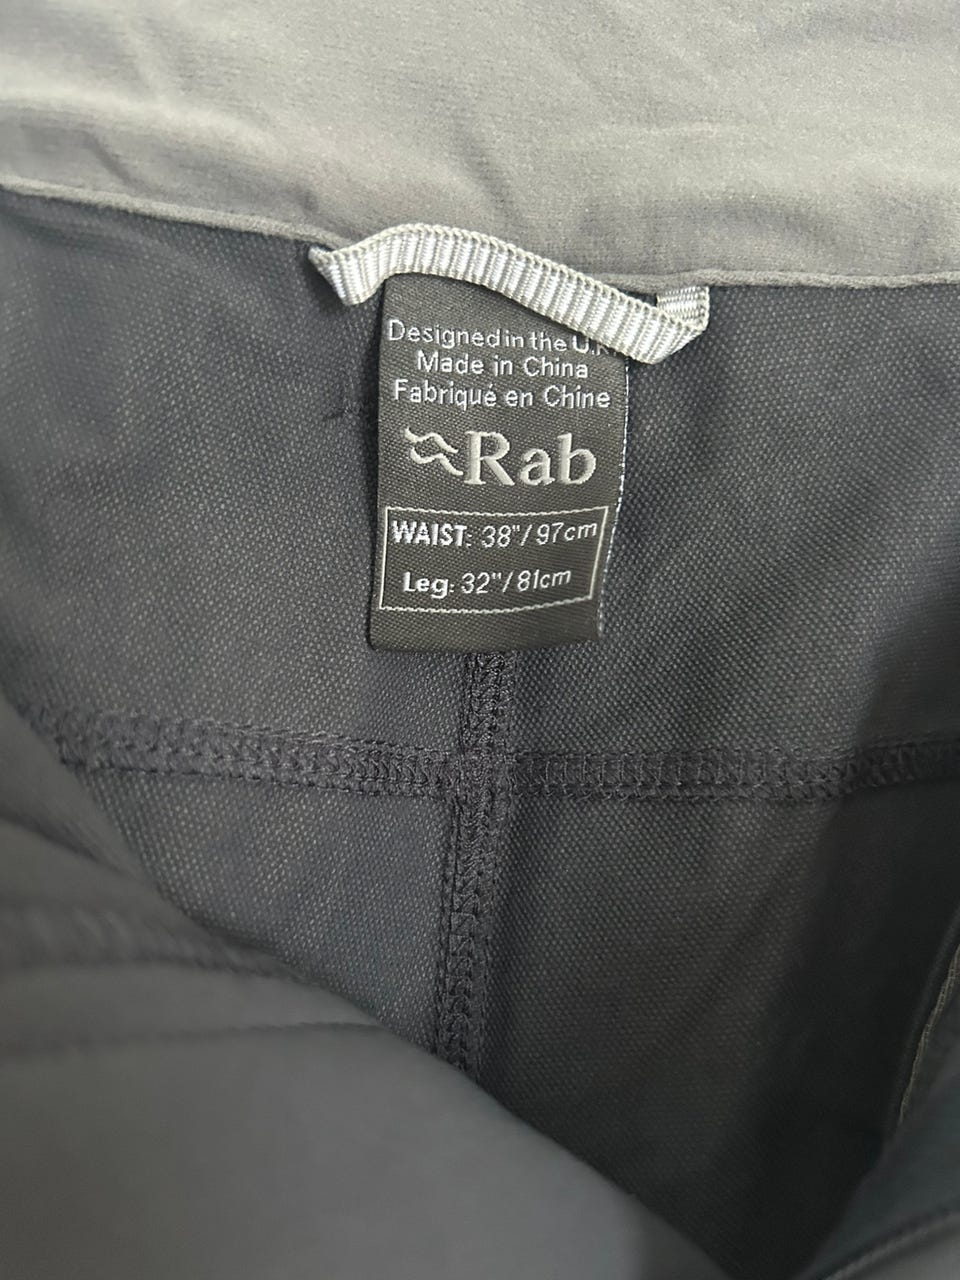 Designed in the U.K
Made in China
Fabriqué en Chine
Rab
WAIST: 38"/97cm
Leg: 32"/81cm